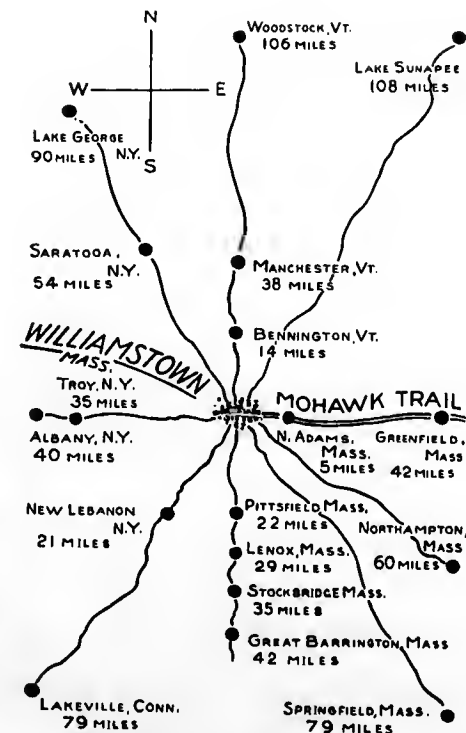 N
WOODSTOCK, VT.
106 MILES
LAKE SUNAPEE
108 MILES
W
E
LAKE GEORGE
N.Y.
90 MILES
S
SARATOGA,
N.Y.
54 MILES
MANCHESTER, VT.
38 MILES
BENNINGTON, VT.
14 MILES
WILLIAMSTOWN
MASS.
TROY, N.Y.
35 MILES
MOHAWK TRAIL
ALBANY, N.Y.
40 MILES
N. ADAMS,
MASS.
5 MILES
GREENFIELD,
MASS
42 MILES
NEW LEBANON
N.Y.
21 MILES
PITTSFIELD MASS,
22 MILES
NORTHAMPTON,
MASS
60 MILES
LENOX, MASS.
29 MILES
STOCKBRIDGE MASS.
35 MILES
GREAT BARRINGTON, MASS
42 MILES
LAKEVILLE, CONN.
79 MILES
SPRINGFIELD, MASS.
79 MILES